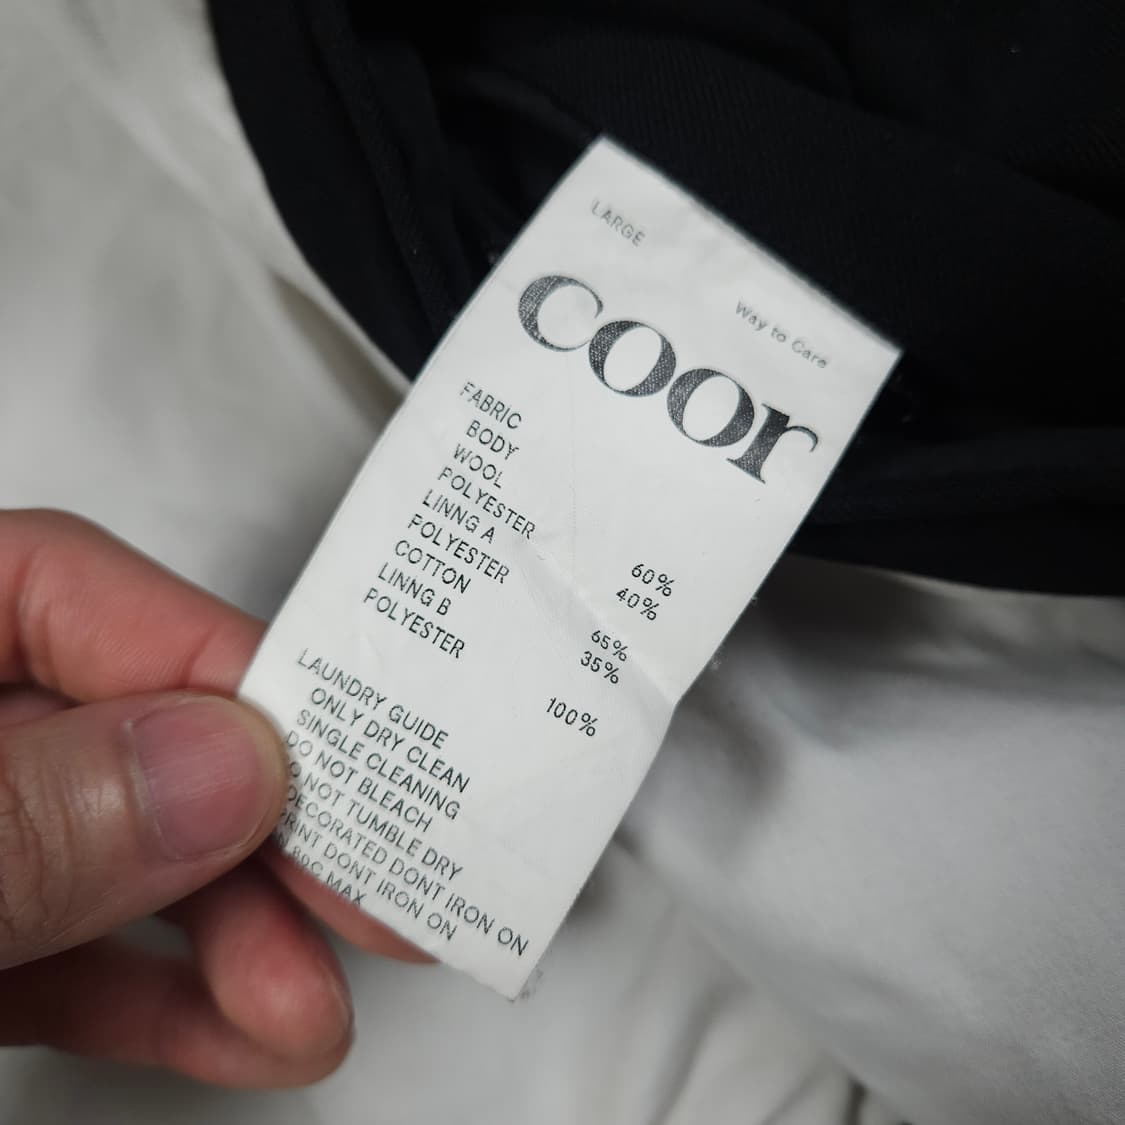 LARGE
Way to Care
coor
FABRIC
BODY
WOOL 60%
POLYESTER 40%
LINNG A
POLYESTER 65%
COTTON 35%
LINNG B
POLYESTER 100%
LAUNDRY GUIDE
ONLY DRY CLEAN
SINGLE CLEANING
DO NOT BLEACH
NOT TUMBLE DRY
DECORATED DONT IRON ON
PRINT DONT IRON ON
MAX